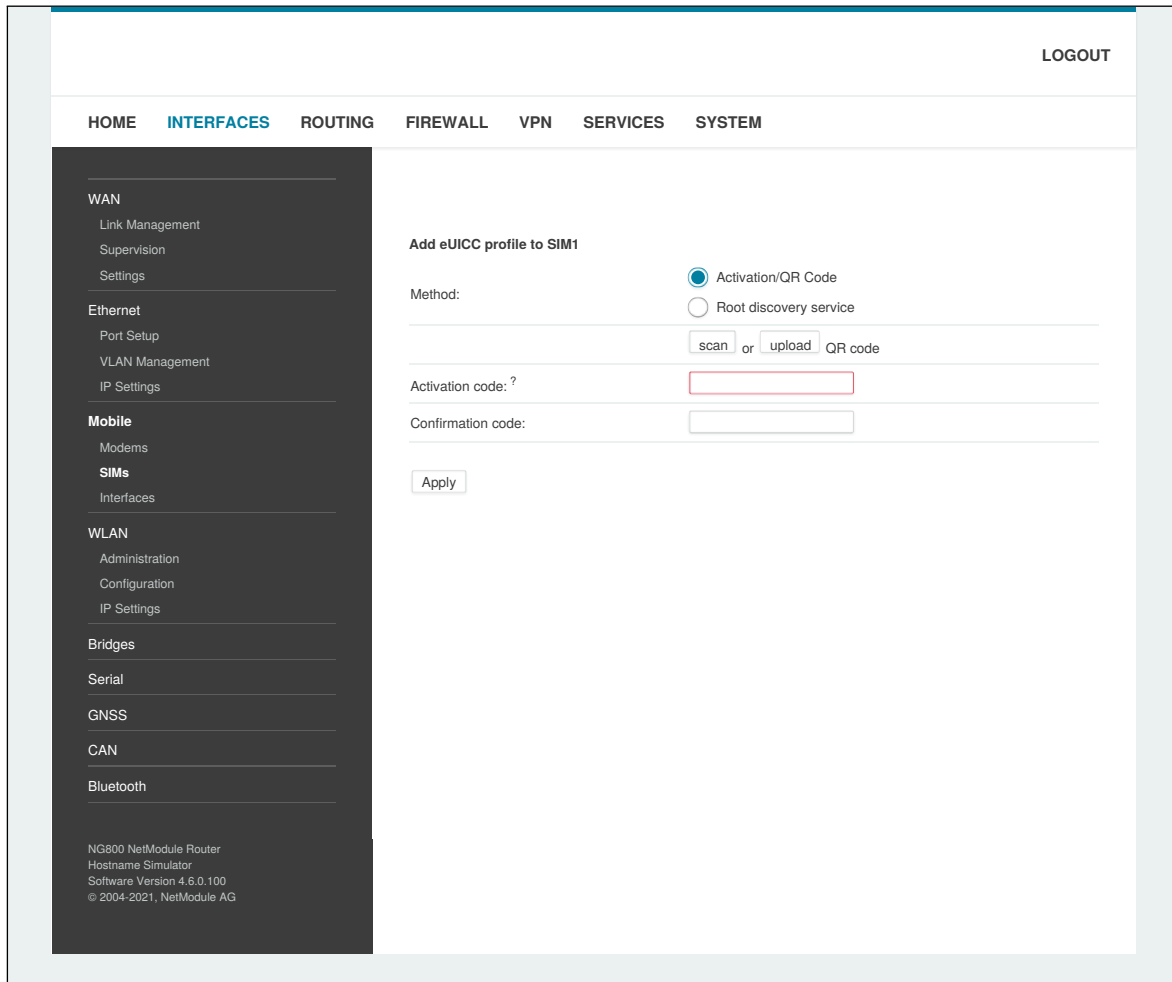 LOGOUT
HOME INTERFACES ROUTING FIREWALL VPN SERVICES SYSTEM
WAN
Link Management
Supervision
Settings
Ethernet
Port Setup
VLAN Management
IP Settings
Mobile
Modems
SIMs
Interfaces
WLAN
Administration
Configuration
IP Settings
Bridges
Serial
GNSS
CAN
Bluetooth
NG800 NetModule Router
Hostname Simulator
Software Version 4.6.0.100
© 2004-2021, NetModule AG
Add eUICC profile to SIM1
Method:
Activation/QR Code
Root discovery service
scan or upload QR code
Activation code: ?
Confirmation code:
Apply